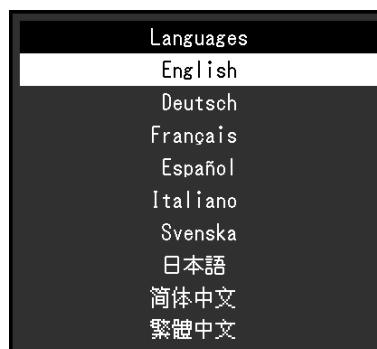 Languages
English
Deutsch
Français
Español
Italiano
Svenska
日本語
简体中文
繁體中文